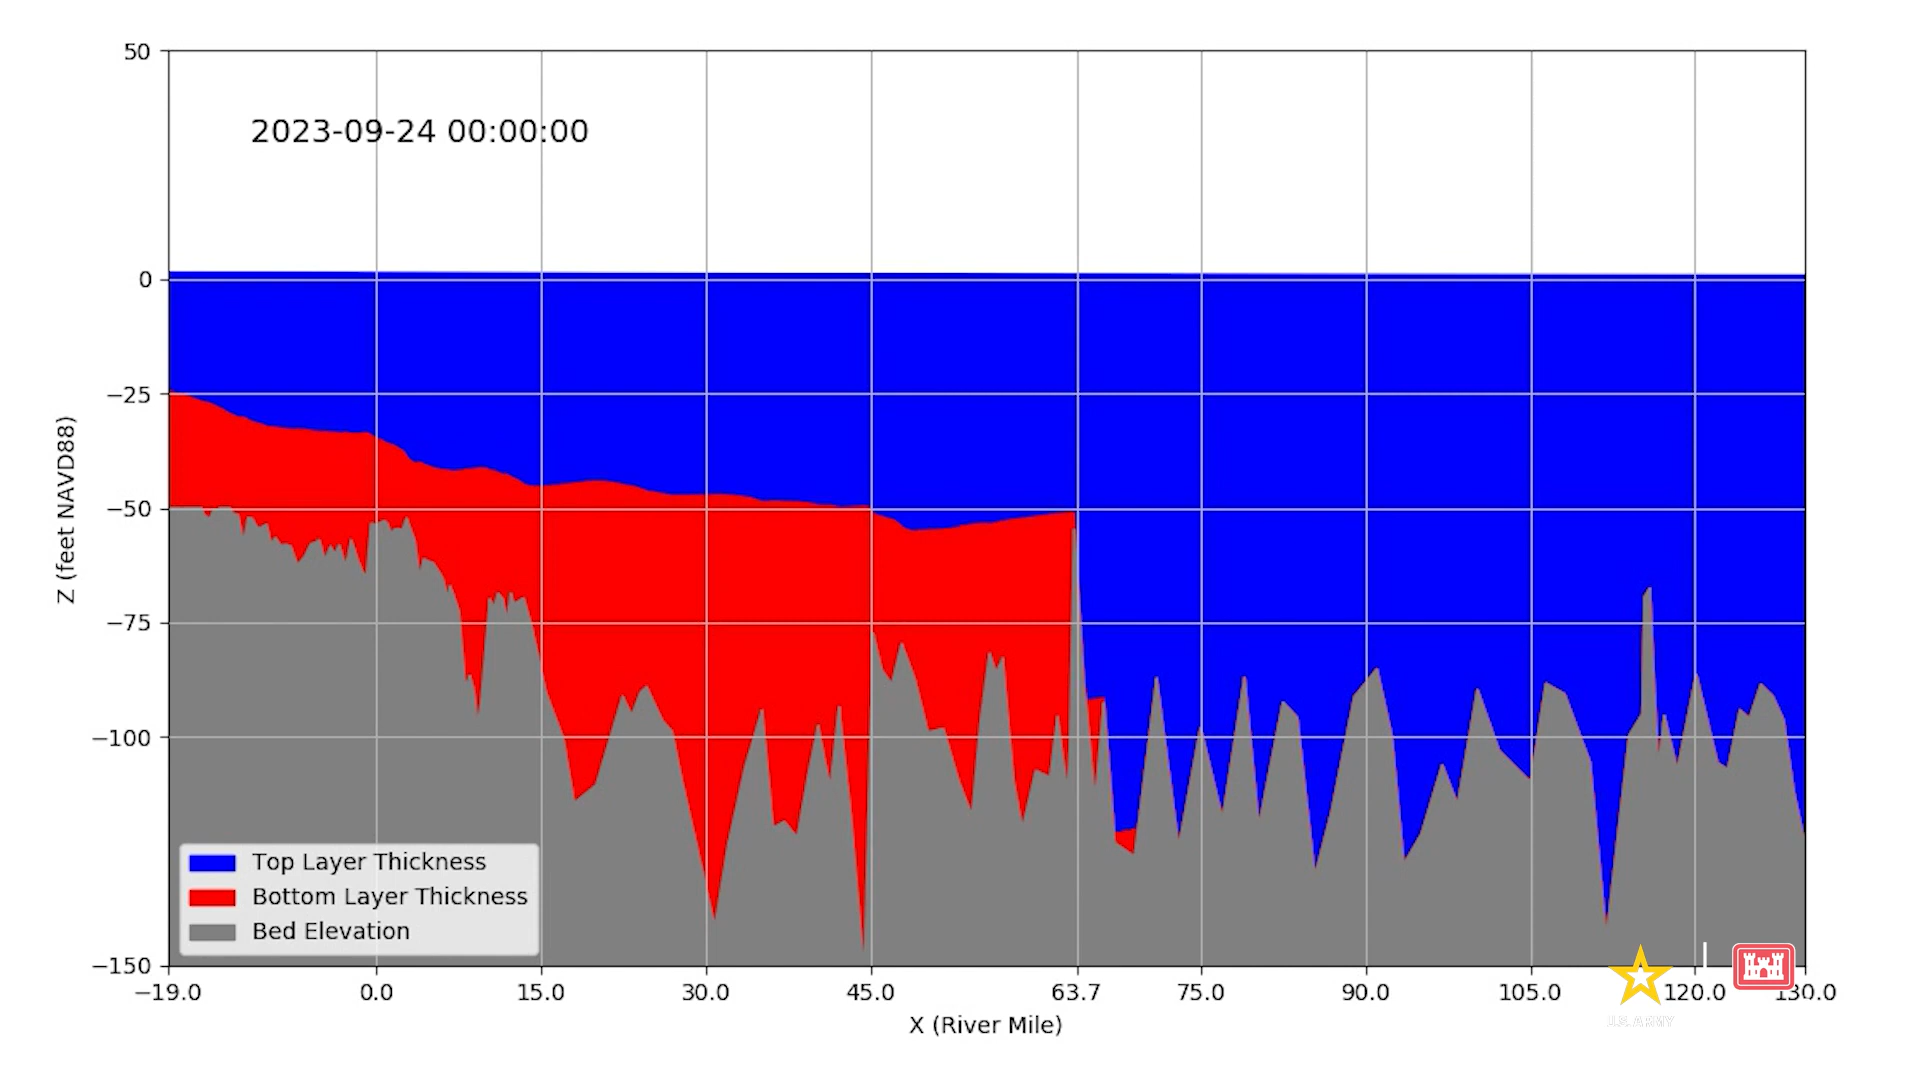 50
2023-09-24 00:00:00
0
−25
−50
−75
−100
−150
Z (feet NAVD88)
Top Layer Thickness
Bottom Layer Thickness
Bed Elevation
−19.0 0.0 15.0 30.0 45.0 63.7 75.0 90.0 105.0 120.0 130.0
X (River Mile)
U.S. ARMY